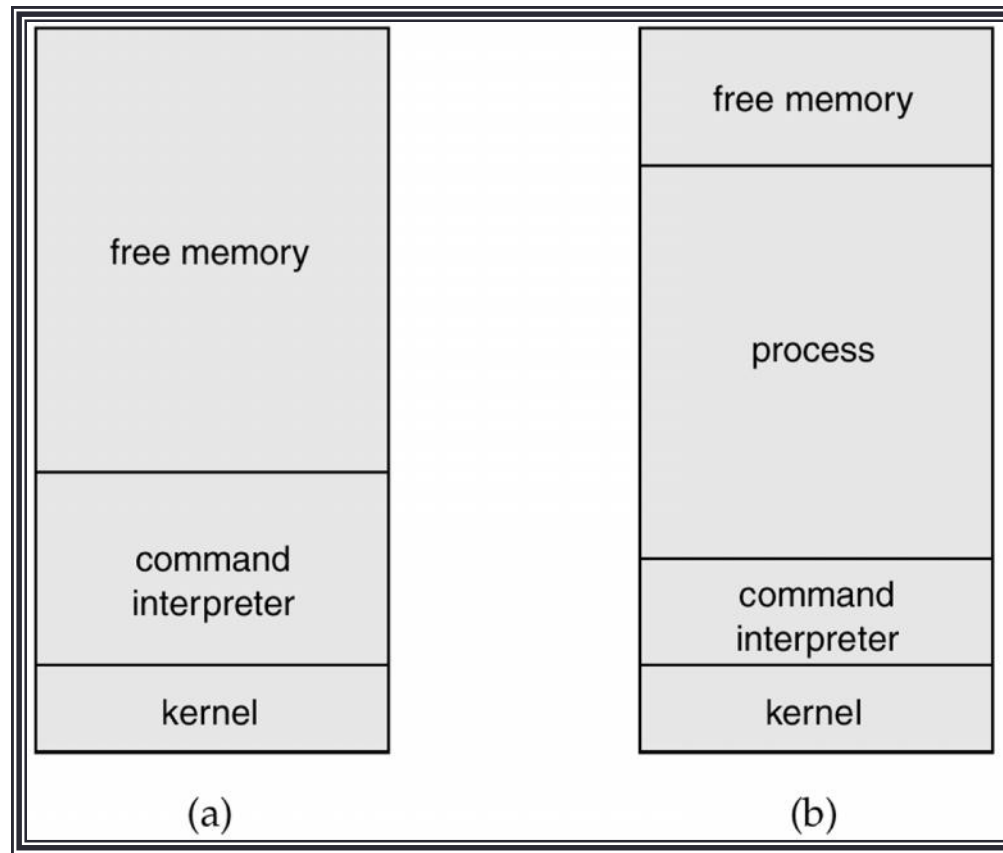 free memory
command
interpreter
kernel
(a)
free memory
process
command
interpreter
kernel
(b)